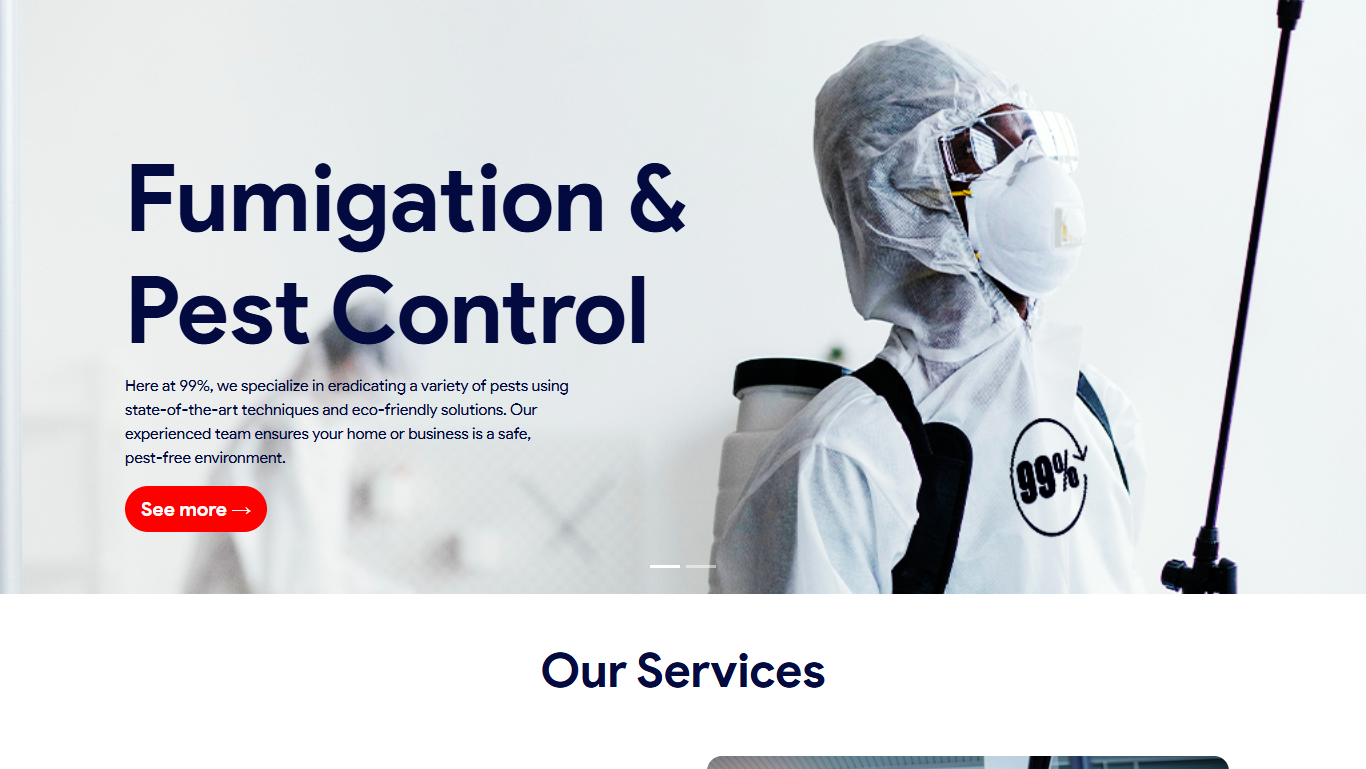 Fumigation &
Pest Control
Here at 99%, we specialize in eradicating a variety of pests using
state-of-the-art techniques and eco-friendly solutions. Our
experienced team ensures your home or business is a safe,
pest-free environment.
See more →
99%
Our Services